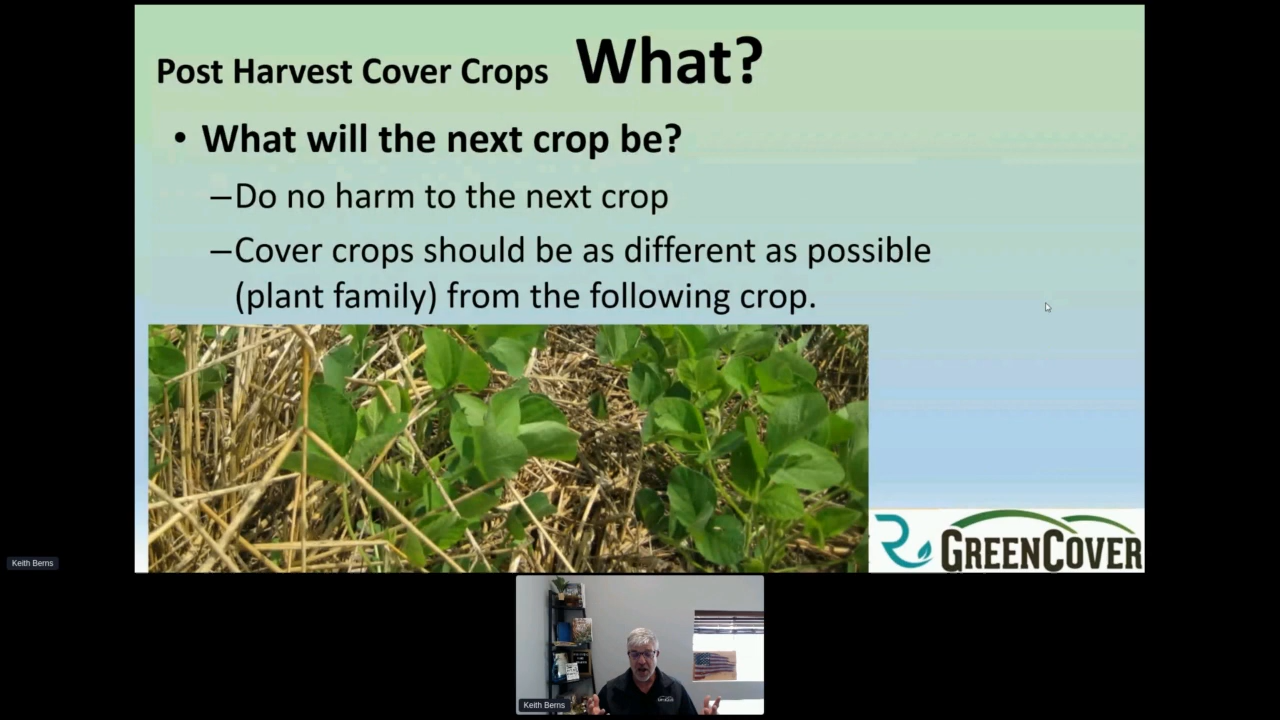 Post Harvest Cover Crops What?
• What will the next crop be?
–Do no harm to the next crop
–Cover crops should be as different as possible
(plant family) from the following crop.
GREENCOVER
Keith Berns
Keith Berns